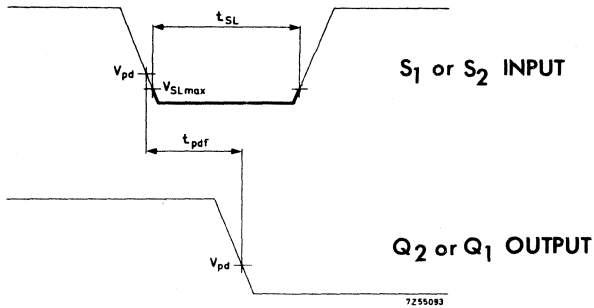 t_SL
V_pd
V_SLmax
S_1 or S_2 INPUT
t_pdf
V_pd
Q_2 or Q_1 OUTPUT
7Z55093